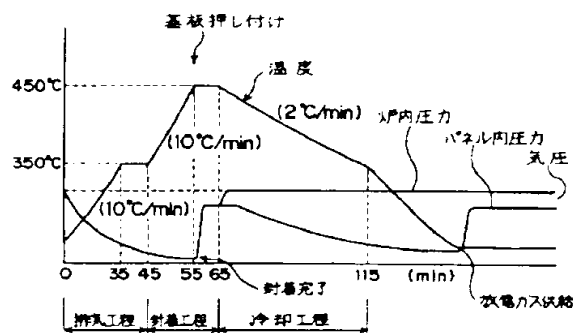 基板押し付け
450℃
温度
(2℃/min)
炉内圧力
パネル内圧力
気圧
(10℃/min)
350℃
(10℃/min)
0
35
45
55
65
115
(min)
封着完了
放電ガス供給
排気工程
封着工程
冷却工程